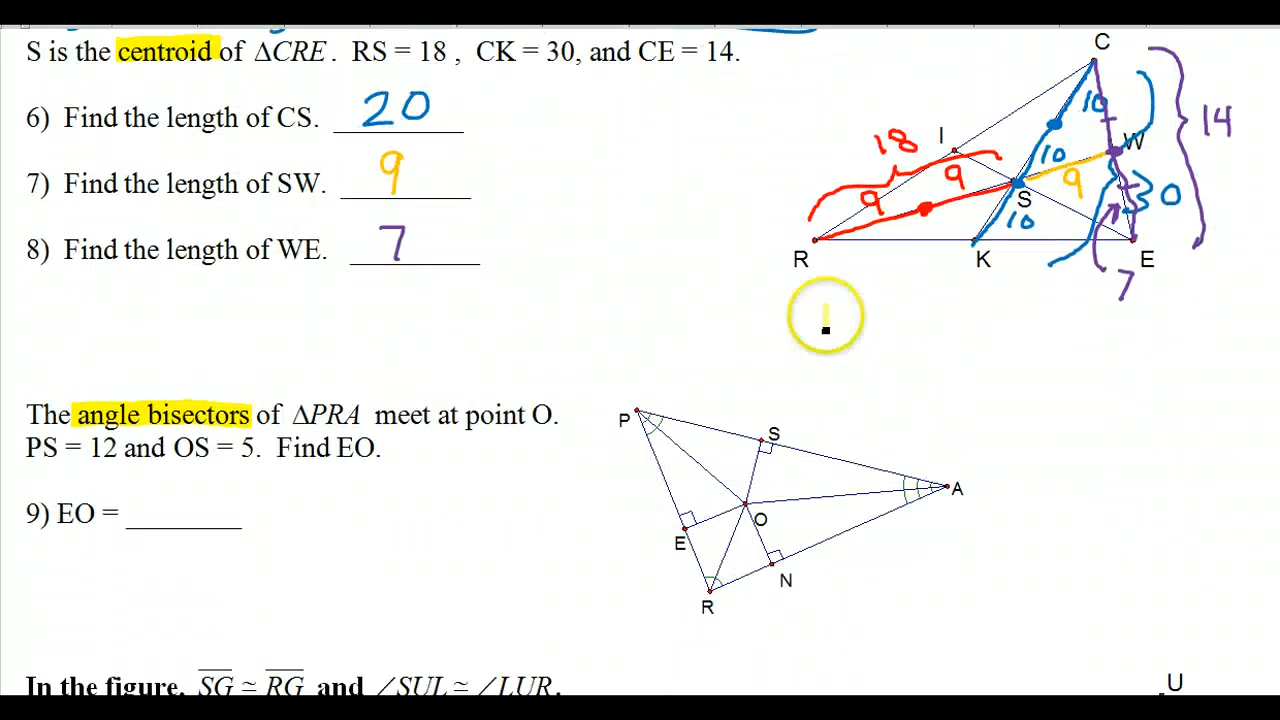 S is the centroid of ΔCRE. RS = 18 , CK = 30, and CE = 14.
6) Find the length of CS. 20
7) Find the length of SW. 9
8) Find the length of WE. 7
C
10
14
I
18
W
10
9
9
9
30
S
10
R
K
E
7
The angle bisectors of ΔPRA meet at point O.
PS = 12 and OS = 5. Find EO.
9) EO = ________
P
S
A
O
E
N
R
In the figure, SG ≅ RG and ∠SUL ≅ ∠LUR.
U